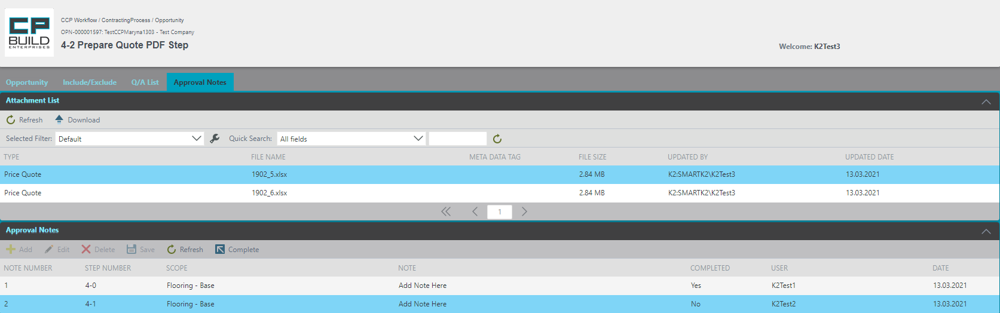 CP
BUILD
ENTERPRISES
CCP Workflow / ContractingProcess / Opportunity
OPN-000001597: TestCCPMaryna1303 - Test Company
4-2 Prepare Quote PDF Step
Welcome: K2Test3
Opportunity Include/Exclude Q/A List Approval Notes
Attachment List
Refresh Download
Selected Filter: Default Quick Search: All fields
TYPE FILE NAME META DATA TAG FILE SIZE UPDATED BY UPDATED DATE
Price Quote 1902_5.xlsx 2.84 MB K2:SMARTK2\K2Test3 13.03.2021
Price Quote 1902_6.xlsx 2.84 MB K2:SMARTK2\K2Test3 13.03.2021
1
Approval Notes
Add Edit Delete Save Refresh Complete
NOTE NUMBER STEP NUMBER SCOPE NOTE COMPLETED USER DATE
1 4-0 Flooring - Base Add Note Here Yes K2Test1 13.03.2021
2 4-1 Flooring - Base Add Note Here No K2Test2 13.03.2021